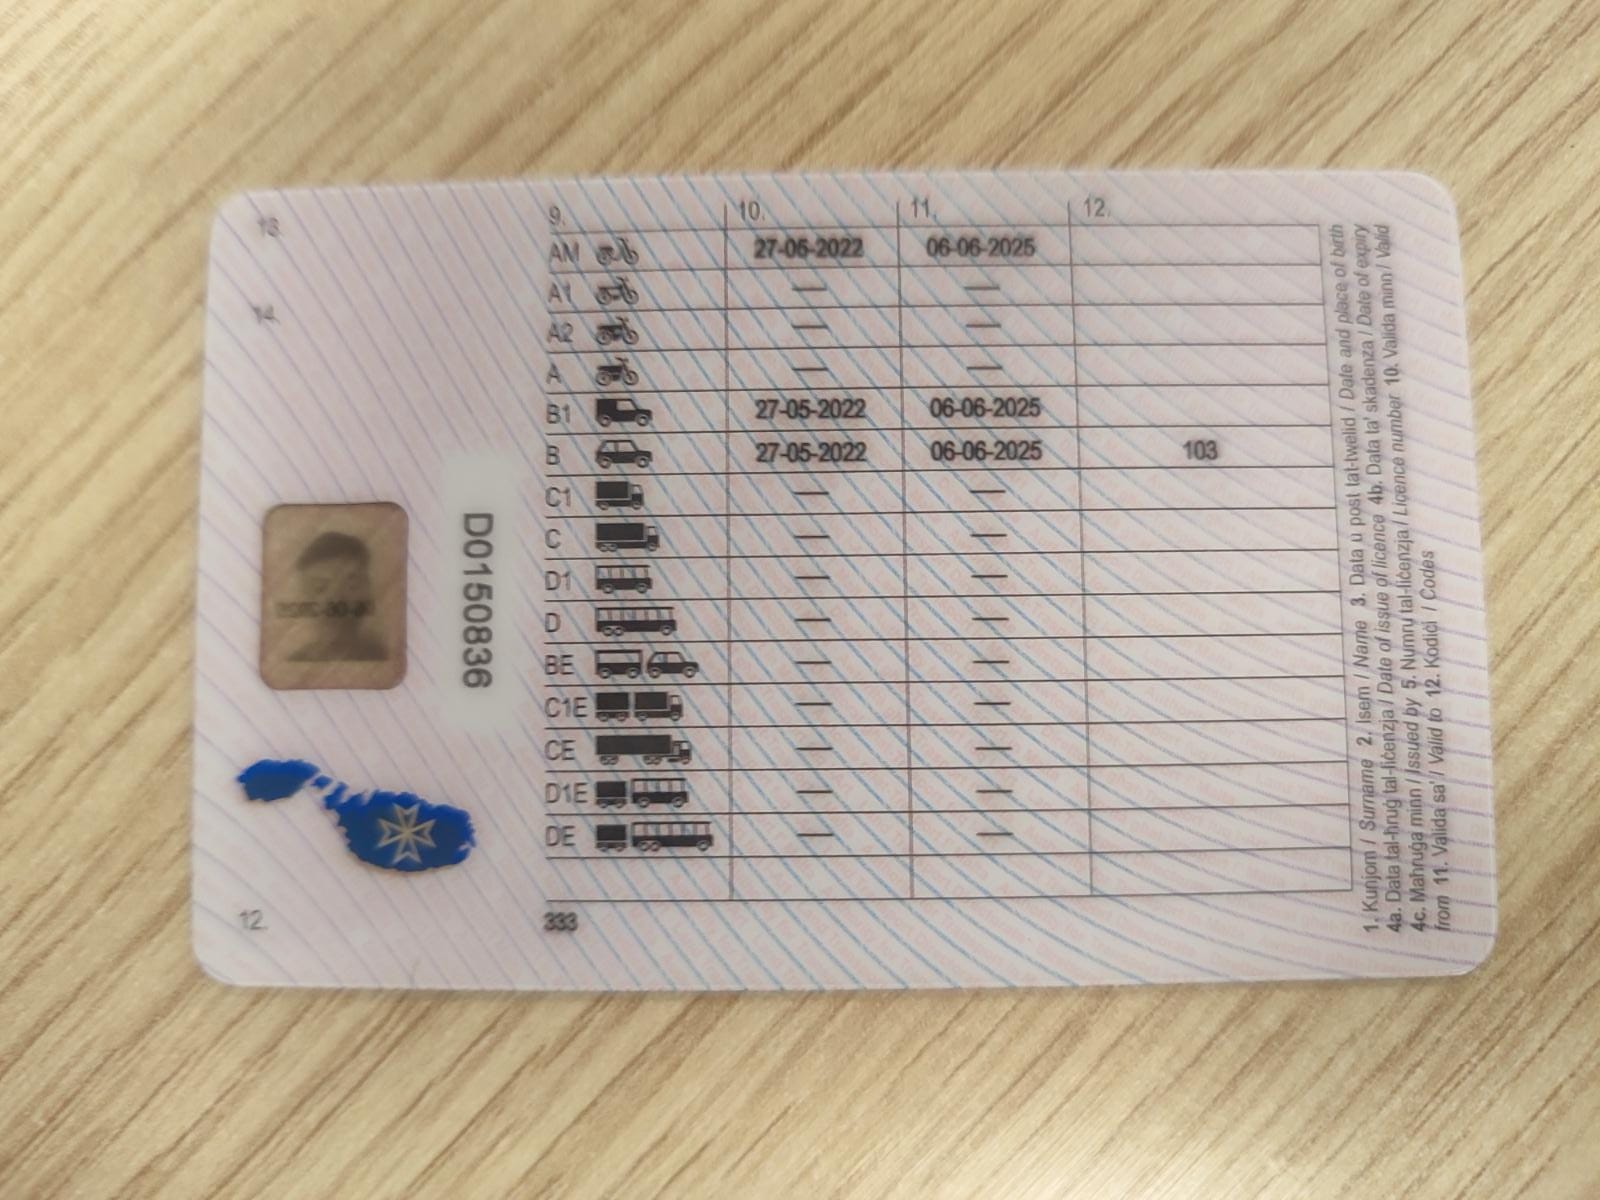 13.
14.
D0150836
12.
9. 10. 11. 12.
AM 27-05-2022 06-06-2025
A1 — —
A2 — —
A — —
B1 27-05-2022 06-06-2025
B 27-05-2022 06-06-2025 103
C1 — —
C — —
D1 — —
D — —
BE — —
C1E — —
CE — —
D1E — —
DE — —
333
1. Kunjom / Surname 2. Isem / Name 3. Data u post tat-twelid / Date and place of birth
4a. Data tal-ħruġ tal-liċenzja / Date of issue of licence 4b. Data ta' skadenza / Date of expiry
4c. Maħruġa minn / Issued by 5. Numru tal-liċenzja / Licence number 10. Valida minn / Valid
from 11. Valida sa' / Valid to 12. Kodiċi / Codes